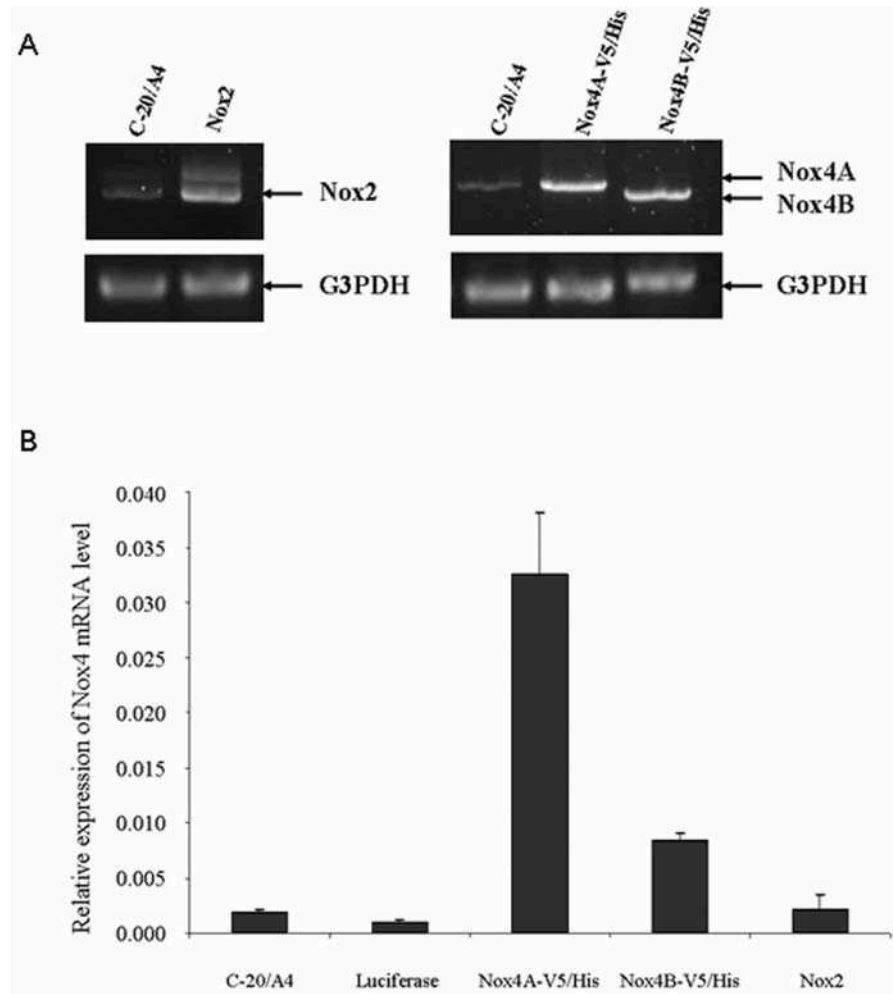 A
C-20/A4
Nox2
C-20/A4
Nox4A-V5/His
Nox4B-V5/His
Nox2
G3PDH
Nox4A
Nox4B
G3PDH
B
Relative expression of Nox4 mRNA level
0.040
0.035
0.030
0.025
0.020
0.015
0.010
0.005
0.000
C-20/A4 Luciferase Nox4A-V5/His Nox4B-V5/His Nox2